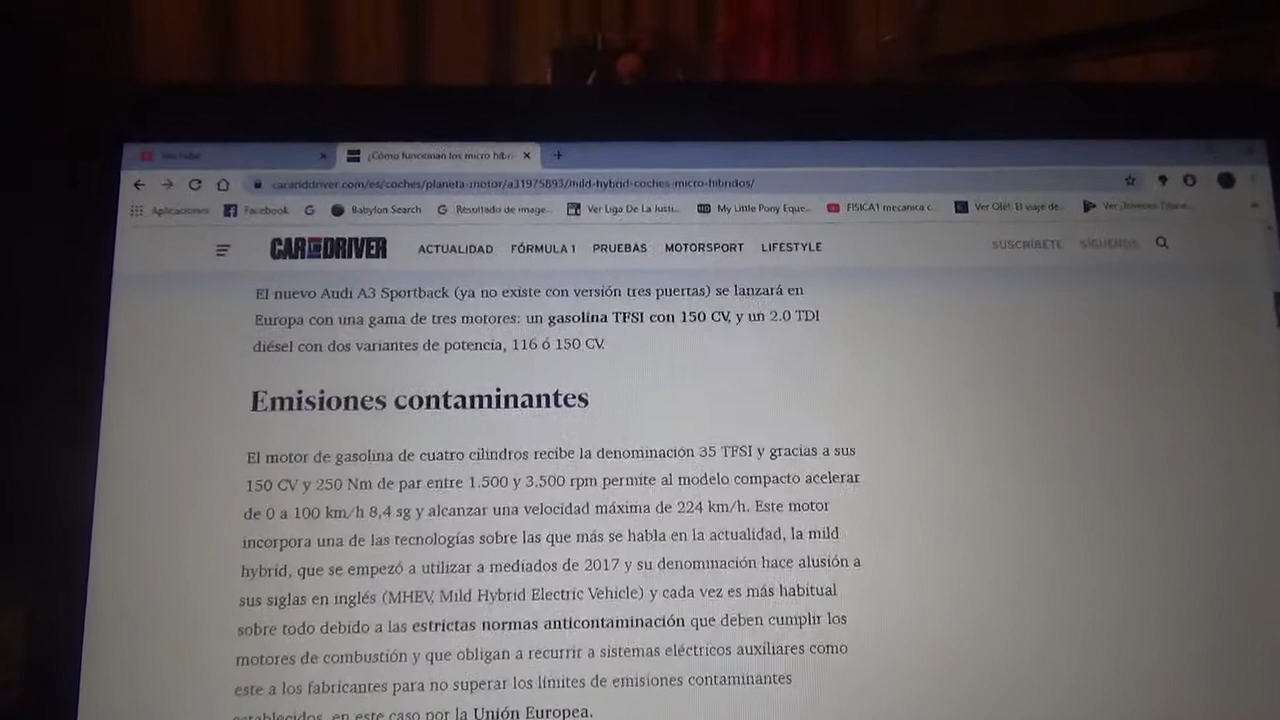 YouTube
¿Cómo funcionan los micro híbri
caranddriver.com/es/coches/planeta-motor/a31975893/mild-hybrid-coches-micro-hibridos/
Aplicaciones Facebook Babylon Search Resultado de image... Ver Liga De La Justi... My Little Pony Eque... FISICA1 mecanica c... Ver Olé! El viaje de...
CAR AND DRIVER ACTUALIDAD FÓRMULA 1 PRUEBAS MOTORSPORT LIFESTYLE SUSCRÍBETE SÍGUENOS
El nuevo Audi A3 Sportback (ya no existe con versión tres puertas) se lanzará en
Europa con una gama de tres motores: un gasolina TFSI con 150 CV, y un 2.0 TDI
diésel con dos variantes de potencia, 116 ó 150 CV.
Emisiones contaminantes
El motor de gasolina de cuatro cilindros recibe la denominación 35 TFSI y gracias a sus
150 CV y 250 Nm de par entre 1.500 y 3.500 rpm permite al modelo compacto acelerar
de 0 a 100 km/h 8,4 sg y alcanzar una velocidad máxima de 224 km/h. Este motor
incorpora una de las tecnologías sobre las que más se habla en la actualidad, la mild
hybrid, que se empezó a utilizar a mediados de 2017 y su denominación hace alusión a
sus siglas en inglés (MHEV, Mild Hybrid Electric Vehicle) y cada vez es más habitual
sobre todo debido a las estrictas normas anticontaminación que deben cumplir los
motores de combustión y que obligan a recurrir a sistemas eléctricos auxiliares como
este a los fabricantes para no superar los límites de emisiones contaminantes
establecidos, en este caso por la Unión Europea.